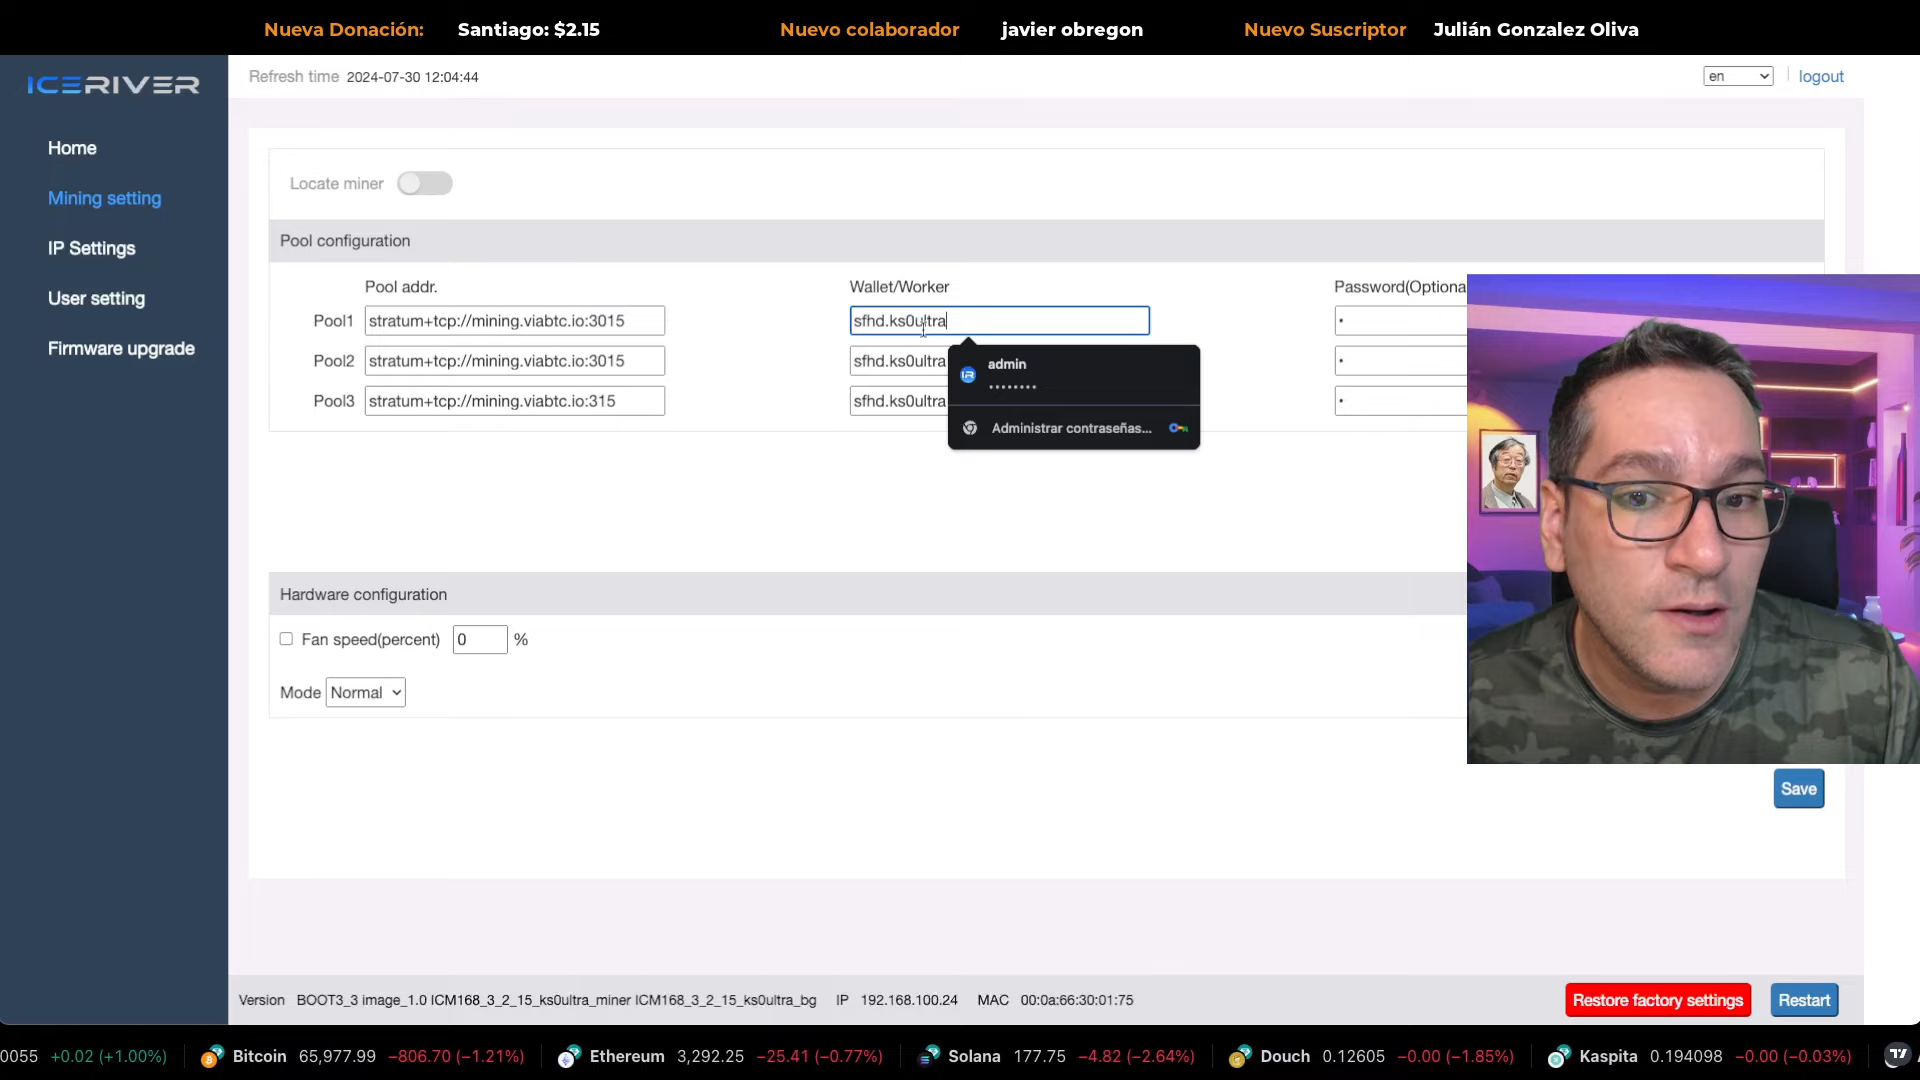 Nueva Donación: Santiago: $2.15 Nuevo colaborador javier obregon Nuevo Suscriptor Julián Gonzalez Oliva
ICERIVER
Refresh time 2024-07-30 12:04:44
en
logout
Home
Mining setting
IP Settings
User setting
Firmware upgrade
Locate miner
Pool configuration
Pool addr. Wallet/Worker Password(Optiona
Pool1 stratum+tcp://mining.viabtc.io:3015 sfhd.ks0ultra
Pool2 stratum+tcp://mining.viabtc.io:3015 sfhd.ks0ultra
Pool3 stratum+tcp://mining.viabtc.io:315 sfhd.ks0ultra
admin
••••••••
Administrar contraseñas...
Hardware configuration
Fan speed(percent) 0 %
Mode Normal
Save
Version BOOT3_3 image_1.0 ICM168_3_2_15_ks0ultra_miner ICM168_3_2_15_ks0ultra_bg IP 192.168.100.24 MAC 00:0a:66:30:01:75
Restore factory settings
Restart
0055 +0.02 (+1.00%) Bitcoin 65,977.99 −806.70 (−1.21%) Ethereum 3,292.25 −25.41 (−0.77%) Solana 177.75 −4.82 (−2.64%) Douch 0.12605 −0.00 (−1.85%) Kaspita 0.194098 −0.00 (−0.03%)